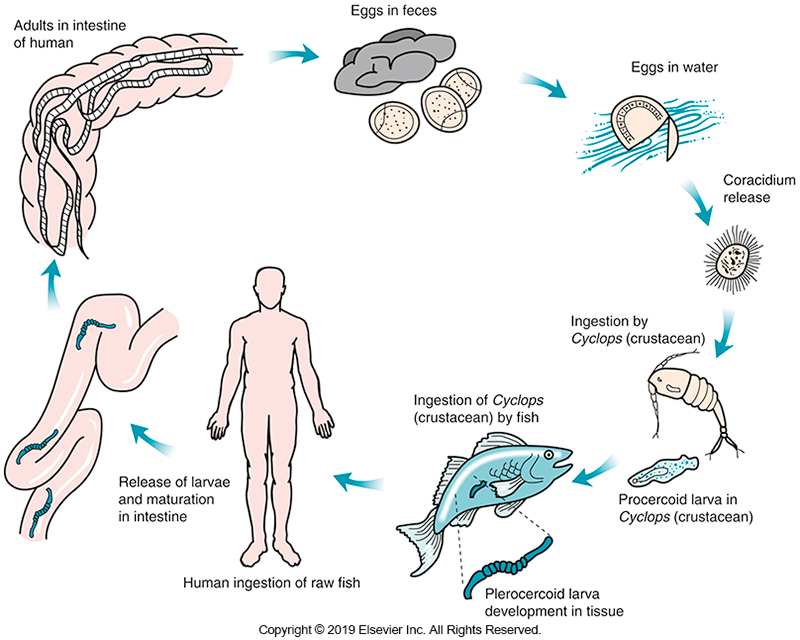 Adults in intestine
of human
Eggs in feces
Eggs in water
Coracidium
release
Ingestion by
Cyclops (crustacean)
Procercoid larva in
Cyclops (crustacean)
Ingestion of Cyclops
(crustacean) by fish
Plerocercoid larva
development in tissue
Human ingestion of raw fish
Release of larvae
and maturation
in intestine
Copyright © 2019 Elsevier Inc. All Rights Reserved.